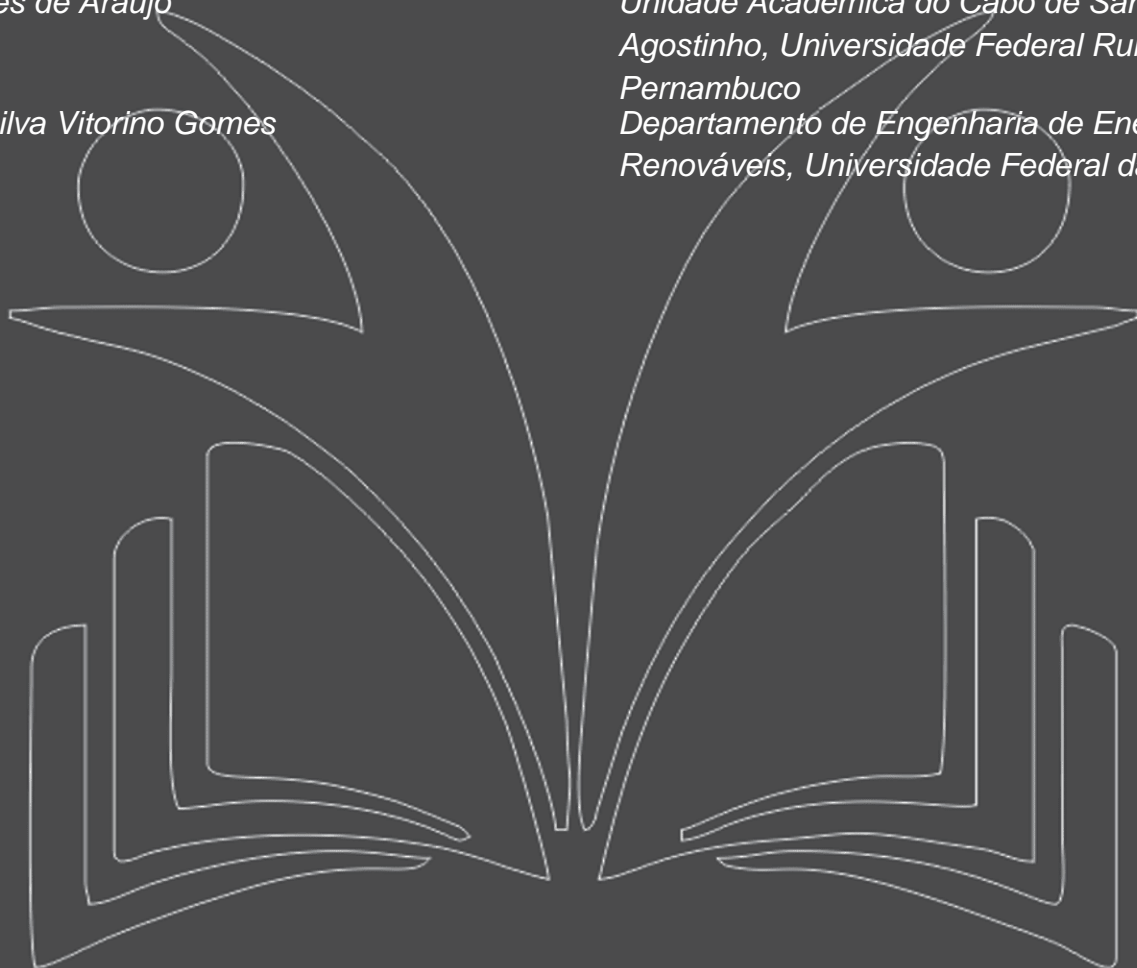 es de Araújo
Unidade Acadêmica do Cabo de San
Agostinho, Universidade Federal Rur
Pernambuco
ilva Vitorino Gomes
Departamento de Engenharia de Ene
Renováveis, Universidade Federal da